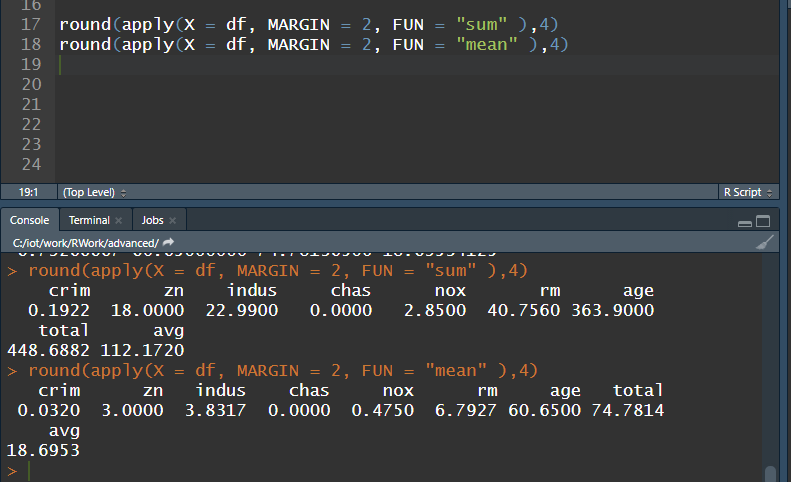 16
17 round(apply(X = df, MARGIN = 2, FUN = "sum" ),4)
18 round(apply(X = df, MARGIN = 2, FUN = "mean" ),4)
19
20
21
22
23
24
19:1 (Top Level) R Script
Console Terminal Jobs
C:/iot/work/RWork/advanced/
> round(apply(X = df, MARGIN = 2, FUN = "sum" ),4)
crim zn indus chas nox rm age
0.1922 18.0000 22.9900 0.0000 2.8500 40.7560 363.9000
total avg
448.6882 112.1720
> round(apply(X = df, MARGIN = 2, FUN = "mean" ),4)
crim zn indus chas nox rm age total
0.0320 3.0000 3.8317 0.0000 0.4750 6.7927 60.6500 74.7814
avg
18.6953
>